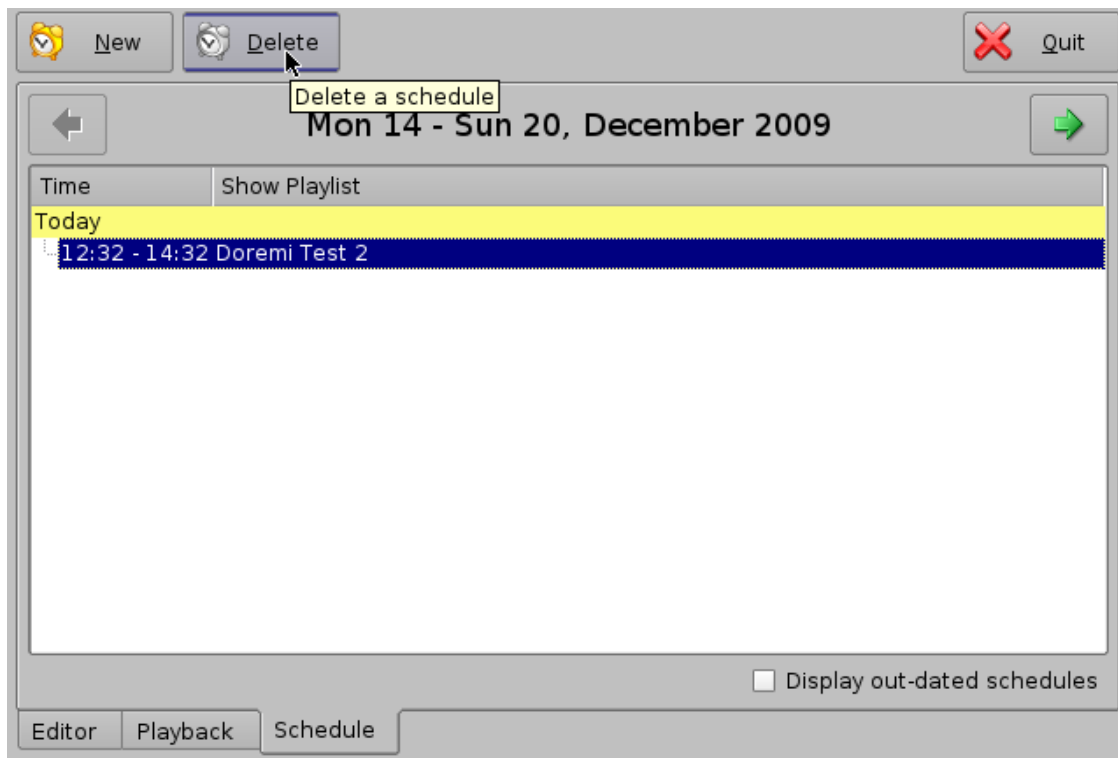 New Delete Quit
Delete a schedule
Mon 14 - Sun 20, December 2009
Time Show Playlist
Today
12:32 - 14:32 Doremi Test 2
Display out-dated schedules
Editor Playback Schedule